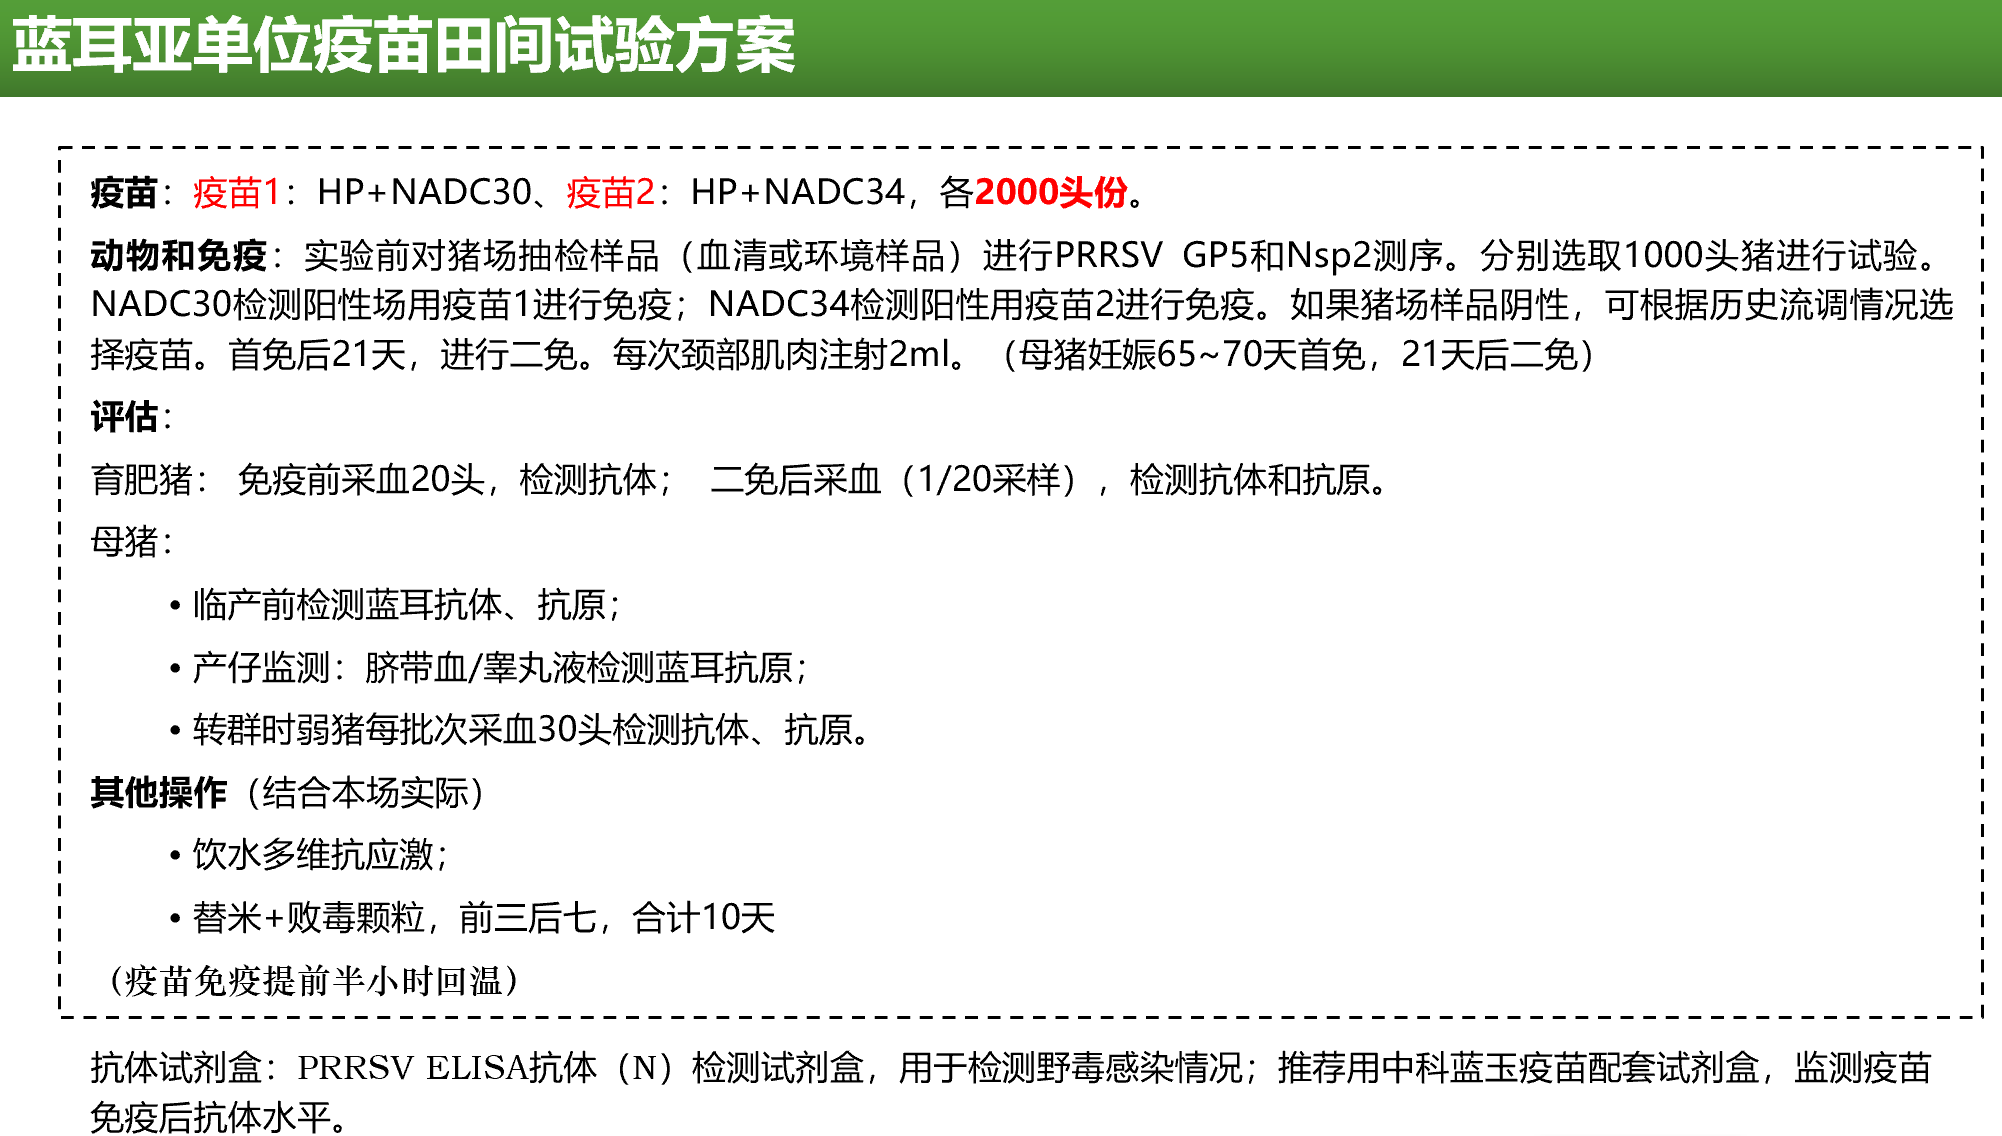 蓝耳亚单位疫苗田间试验方案
疫苗：疫苗1：HP+NADC30、疫苗2：HP+NADC34，各2000头份。
动物和免疫：实验前对猪场抽检样品（血清或环境样品）进行PRRSV GP5和Nsp2测序。分别选取1000头猪进行试验。
NADC30检测阳性场用疫苗1进行免疫；NADC34检测阳性用疫苗2进行免疫。如果猪场样品阴性，可根据历史流调情况选
择疫苗。首免后21天，进行二免。每次颈部肌肉注射2ml。（母猪妊娠65~70天首免，21天后二免）
评估：
育肥猪： 免疫前采血20头，检测抗体； 二免后采血（1/20采样），检测抗体和抗原。
母猪：
• 临产前检测蓝耳抗体、抗原；
• 产仔监测：脐带血/睾丸液检测蓝耳抗原；
• 转群时弱猪每批次采血30头检测抗体、抗原。
其他操作（结合本场实际）
• 饮水多维抗应激；
• 替米+败毒颗粒，前三后七，合计10天
（疫苗免疫提前半小时回温）
抗体试剂盒：PRRSV ELISA抗体（N）检测试剂盒，用于检测野毒感染情况；推荐用中科蓝玉疫苗配套试剂盒，监测疫苗
免疫后抗体水平。